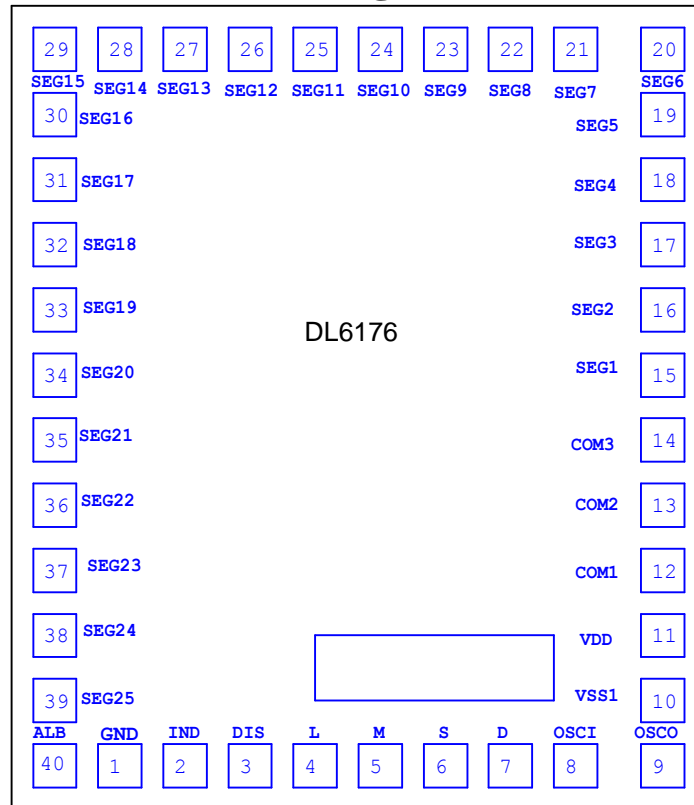 29 28 27 26 25 24 23 22 21 20
SEG15 SEG14 SEG13 SEG12 SEG11 SEG10 SEG9 SEG8 SEG7 SEG6
30 SEG16 SEG5 19
31 SEG17 SEG4 18
32 SEG18 SEG3 17
33 SEG19 SEG2 16
DL6176
34 SEG20 SEG1 15
35 SEG21 COM3 14
36 SEG22 COM2 13
37 SEG23 COM1 12
38 SEG24 VDD 11
39 SEG25 VSS1 10
ALB GND IND DIS L M S D OSCI OSCO
40 1 2 3 4 5 6 7 8 9